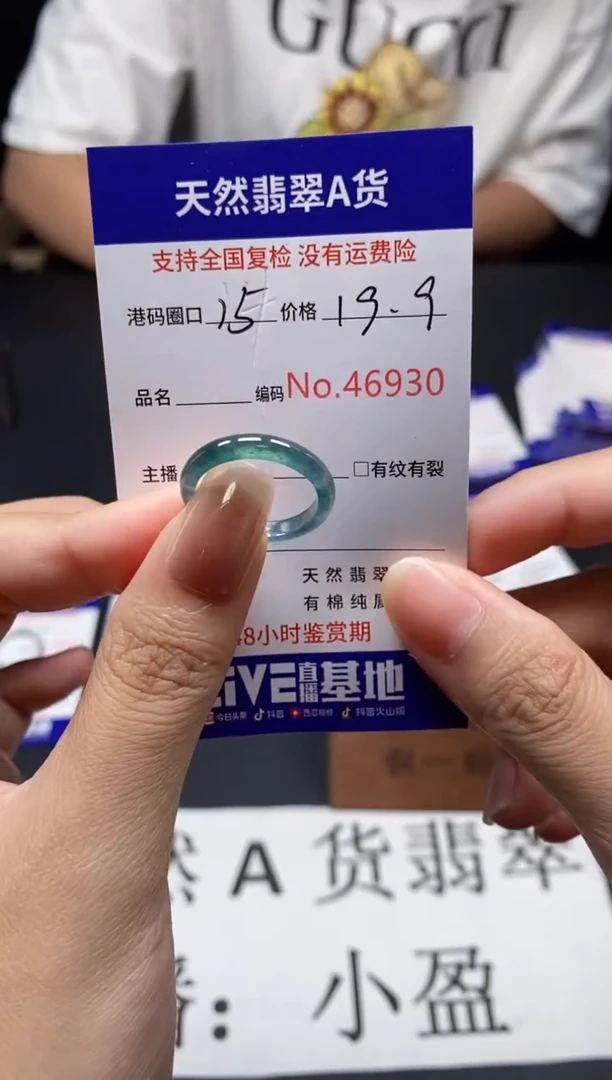 GUCCI
天然翡翠A货
支持全国复检 没有运费险
港码圈口 15 价格 19.9
品名 编码 No.46930
主播 □有纹有裂
天然翡翠
有棉纯属
48小时鉴赏期
LIVE直播基地
今日头条 抖音 西瓜视频 抖音火山版
然A货翡翠
播：小盈